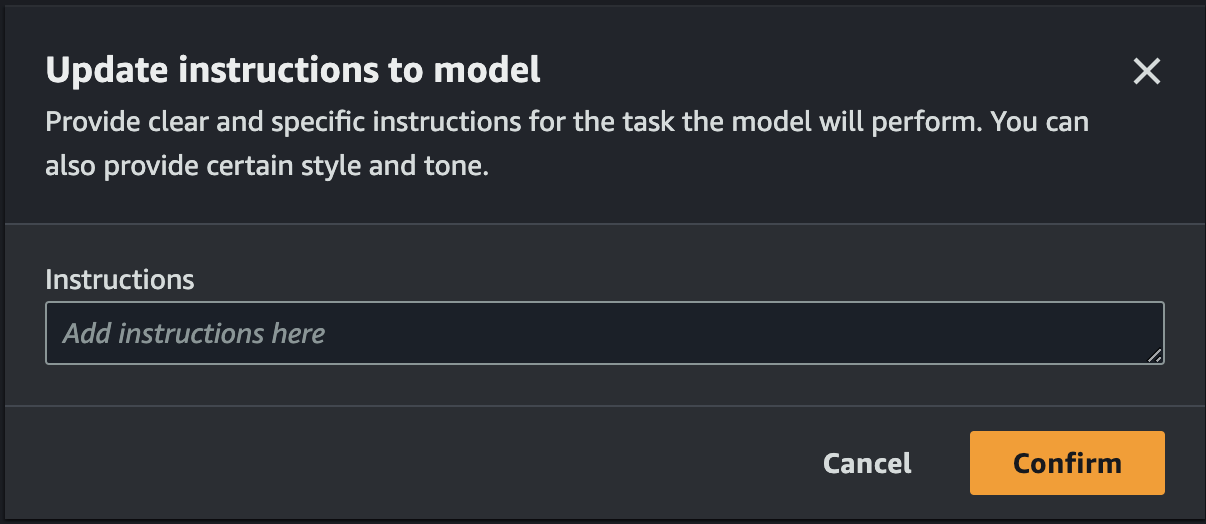 Update instructions to model
Provide clear and specific instructions for the task the model will perform. You can
also provide certain style and tone.
Instructions
Add instructions here
Cancel
Confirm